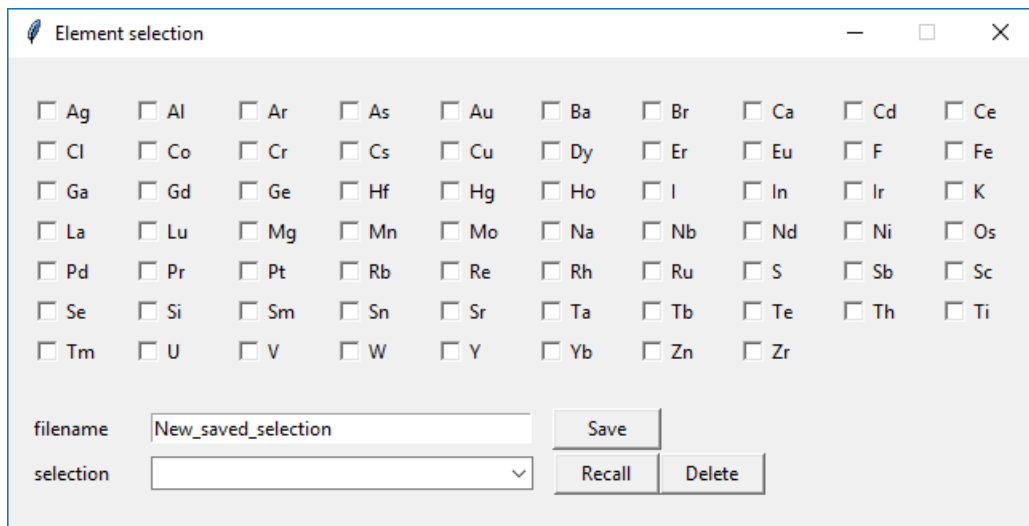 Element selection
Ag Al Ar As Au Ba Br Ca Cd Ce
Cl Co Cr Cs Cu Dy Er Eu F Fe
Ga Gd Ge Hf Hg Ho I In Ir K
La Lu Mg Mn Mo Na Nb Nd Ni Os
Pd Pr Pt Rb Re Rh Ru S Sb Sc
Se Si Sm Sn Sr Ta Tb Te Th Ti
Tm U V W Y Yb Zn Zr
filename New_saved_selection Save
selection Recall Delete